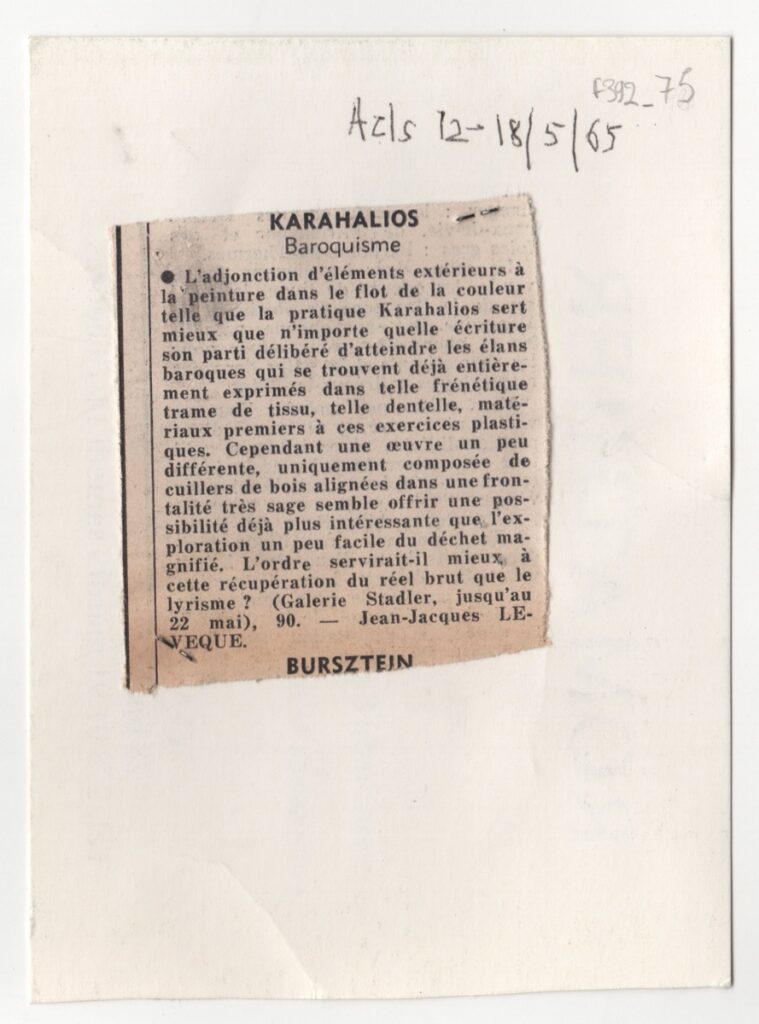 F392_75
Arts 12-18/5/65
KARAHALIOS
Baroquisme
● L'adjonction d'éléments extérieurs à
la peinture dans le flot de la couleur
telle que la pratique Karahalios sert
mieux que n'importe quelle écriture
son parti délibéré d'atteindre les élans
baroques qui se trouvent déjà entière-
ment exprimés dans telle frénétique
trame de tissu, telle dentelle, maté-
riaux premiers à ces exercices plasti-
ques. Cependant une œuvre un peu
différente, uniquement composée de
cuillers de bois alignées dans une fron-
talité très sage semble offrir une pos-
sibilité déjà plus intéressante que l'ex-
ploration un peu facile du déchet ma-
gnifié. L'ordre servirait-il mieux à
cette récupération du réel brut que le
lyrisme ? (Galerie Stadler, jusqu'au
22 mai), 90. — Jean-Jacques LE-
VEQUE.
BURSZTEIN